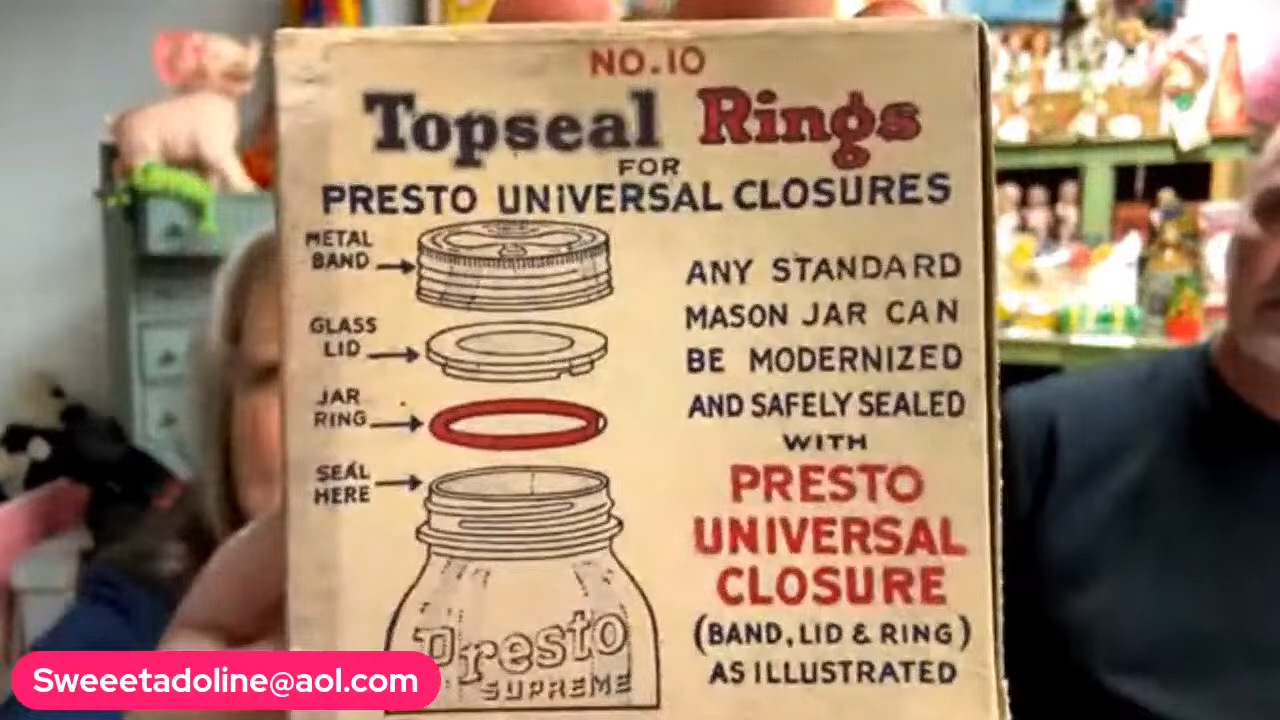 NO.10
Topseal Rings
FOR
PRESTO UNIVERSAL CLOSURES
METAL
BAND
GLASS
LID
JAR
RING
SEAL
HERE
ANY STANDARD
MASON JAR CAN
BE MODERNIZED
AND SAFELY SEALED
WITH
PRESTO
UNIVERSAL
CLOSURE
(BAND, LID & RING)
AS ILLUSTRATED
Presto
SUPREME
Sweeetadoline@aol.com